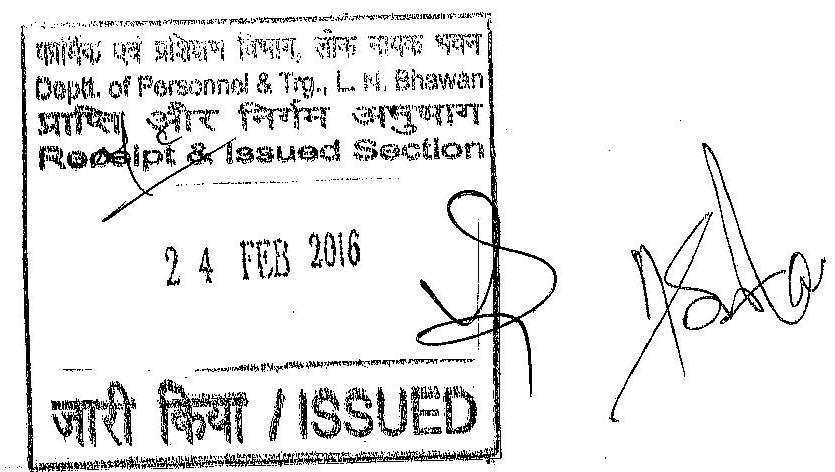 कार्मिक एवं प्रशिक्षण विभाग, लोक नायक भवन
Deptt. of Personnel & Trg., L. N. Bhawan
प्राप्ति और निर्गम अनुभाग
Receipt & Issued Section
24 FEB 2016
जारी किया / ISSUED